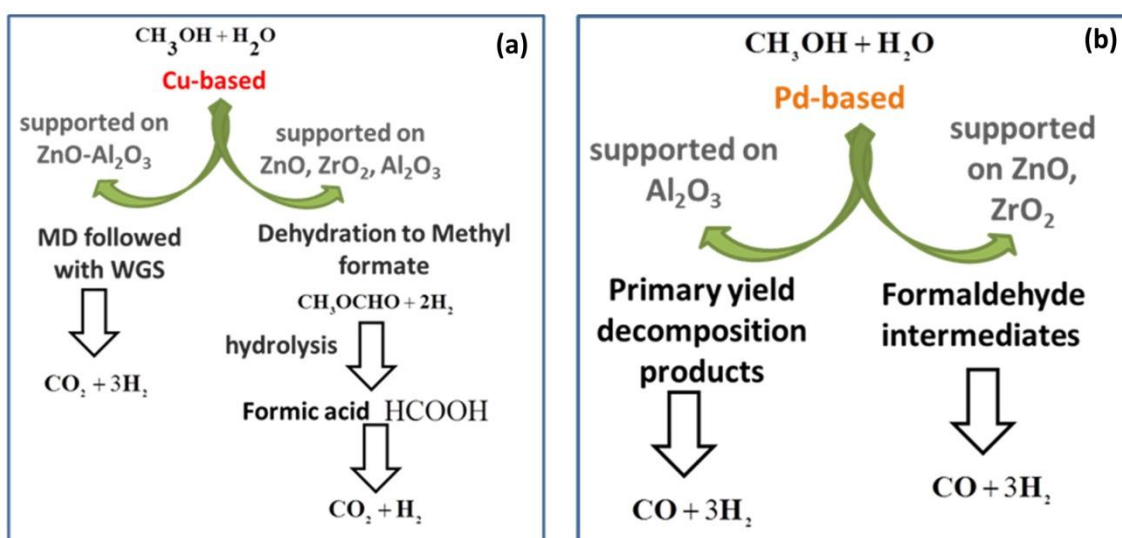 (a)
CH₃OH + H₂O
Cu-based
supported on
ZnO-Al₂O₃
supported on
ZnO, ZrO₂, Al₂O₃
MD followed
with WGS
Dehydration to Methyl
formate
CH₃OCHO + 2H₂
hydrolysis
CO₂ + 3H₂
Formic acid HCOOH
CO₂ + H₂
(b)
CH₃OH + H₂O
Pd-based
supported on
Al₂O₃
supported
on ZnO,
ZrO₂
Primary yield
decomposition
products
Formaldehyde
intermediates
CO + 3H₂
CO + 3H₂